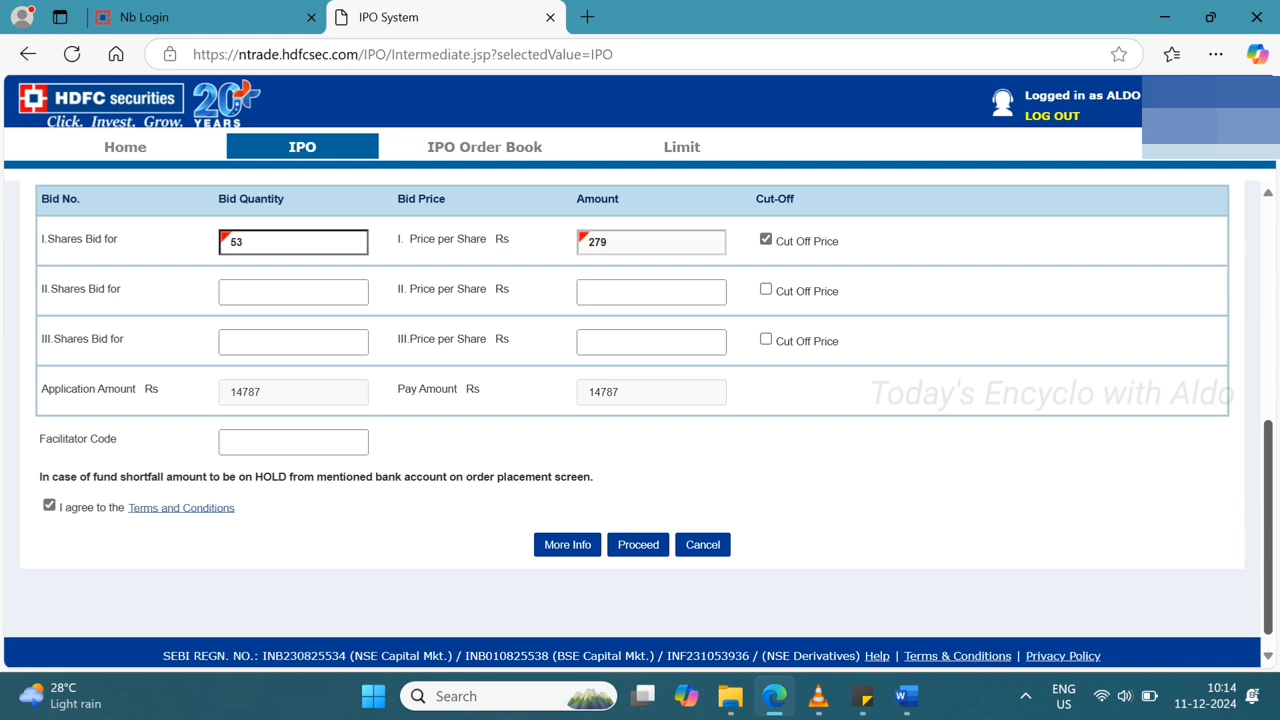 Nb Login
IPO System
https://ntrade.hdfcsec.com/IPO/Intermediate.jsp?selectedValue=IPO
HDFC securities
Click. Invest. Grow.
20+
YEARS
Logged in as ALDO
LOG OUT
Home IPO IPO Order Book Limit
Bid No. Bid Quantity Bid Price Amount Cut-Off
I.Shares Bid for 53 I. Price per Share Rs 279 Cut Off Price
II.Shares Bid for II. Price per Share Rs Cut Off Price
III.Shares Bid for III.Price per Share Rs Cut Off Price
Application Amount Rs 14787 Pay Amount Rs 14787
Today's Encyclo with Aldo
Facilitator Code
In case of fund shortfall amount to be on HOLD from mentioned bank account on order placement screen.
I agree to the Terms and Conditions
More Info Proceed Cancel
SEBI REGN. NO.: INB230825534 (NSE Capital Mkt.) / INB010825538 (BSE Capital Mkt.) / INF231053936 / (NSE Derivatives) Help | Terms & Conditions | Privacy Policy
28°C
Light rain
Search
ENG
US
10:14
11-12-2024